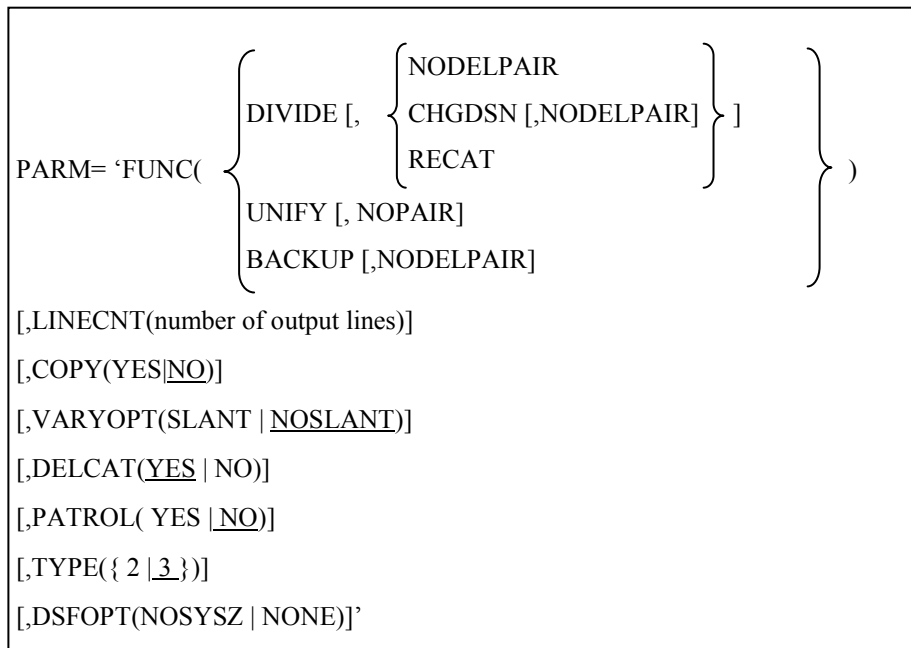 NODELPAIR
DIVIDE [, CHGDSN [,NODELPAIR] ]
RECAT
PARM= ‘FUNC( )
UNIFY [, NOPAIR]
BACKUP [,NODELPAIR]
[,LINECNT(number of output lines)]
[,COPY(YES|NO)]
[,VARYOPT(SLANT | NOSLANT)]
[,DELCAT(YES | NO)]
[,PATROL( YES | NO)]
[,TYPE({ 2 | 3 })]
[,DSFOPT(NOSYSZ | NONE)]’